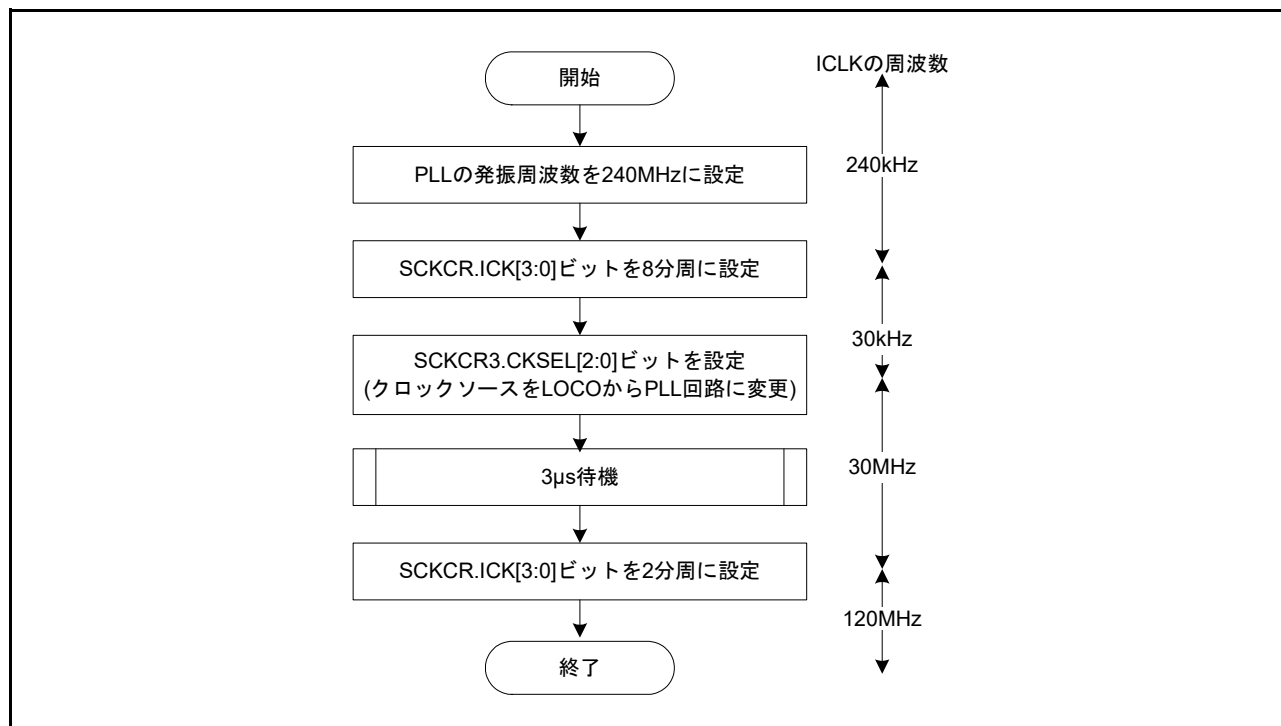 開始
ICLKの周波数
PLLの発振周波数を240MHzに設定
240kHz
SCKCR.ICK[3:0]ビットを8分周に設定
30kHz
SCKCR3.CKSEL[2:0]ビットを設定
(クロックソースをLOCOからPLL回路に変更)
3μs待機
30MHz
SCKCR.ICK[3:0]ビットを2分周に設定
120MHz
終了